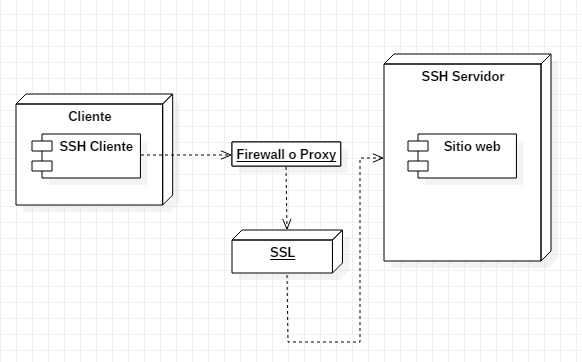 Cliente
SSH Cliente
Firewall o Proxy
SSL
SSH Servidor
Sitio web